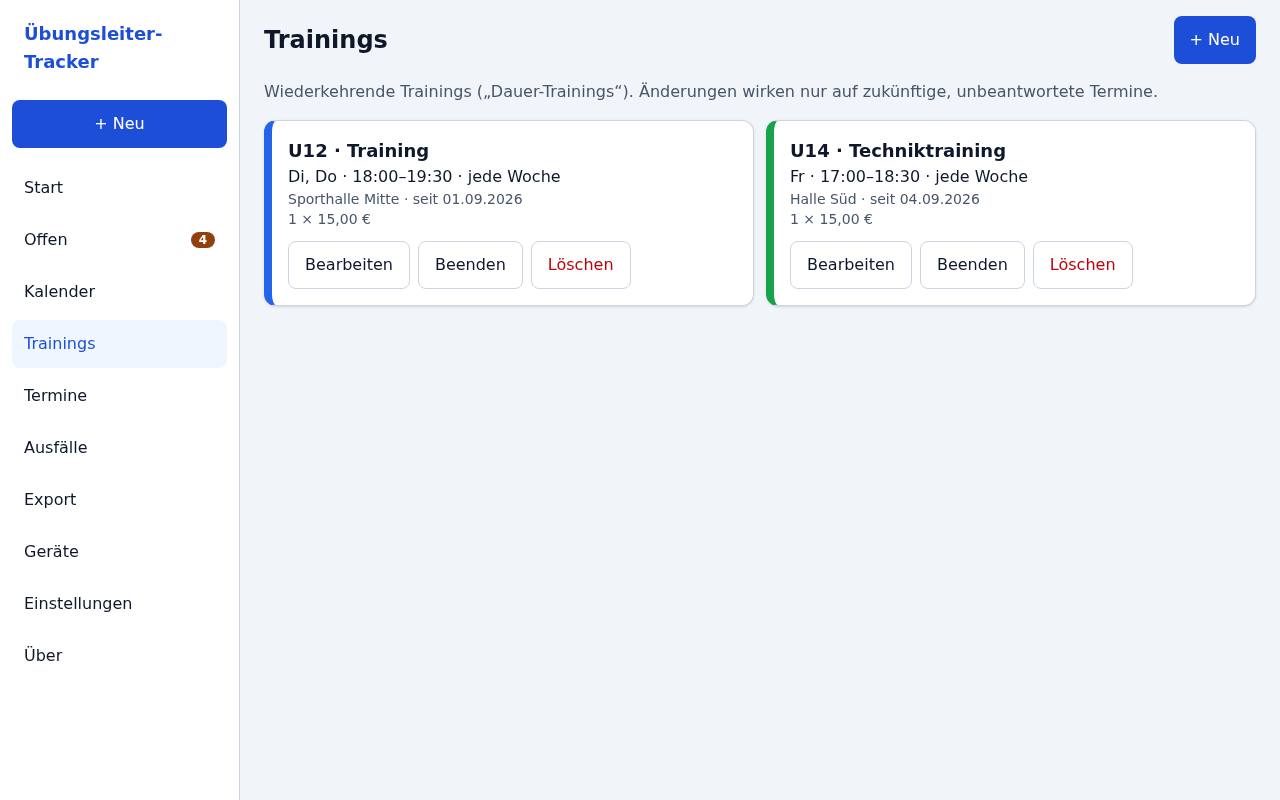 Übungsleiter-
Tracker
+ Neu
Start
Offen 4
Kalender
Trainings
Termine
Ausfälle
Export
Geräte
Einstellungen
Über
Trainings
+ Neu
Wiederkehrende Trainings („Dauer-Trainings“). Änderungen wirken nur auf zukünftige, unbeantwortete Termine.
U12 · Training
Di, Do · 18:00–19:30 · jede Woche
Sporthalle Mitte · seit 01.09.2026
1 × 15,00 €
Bearbeiten Beenden Löschen
U14 · Techniktraining
Fr · 17:00–18:30 · jede Woche
Halle Süd · seit 04.09.2026
1 × 15,00 €
Bearbeiten Beenden Löschen